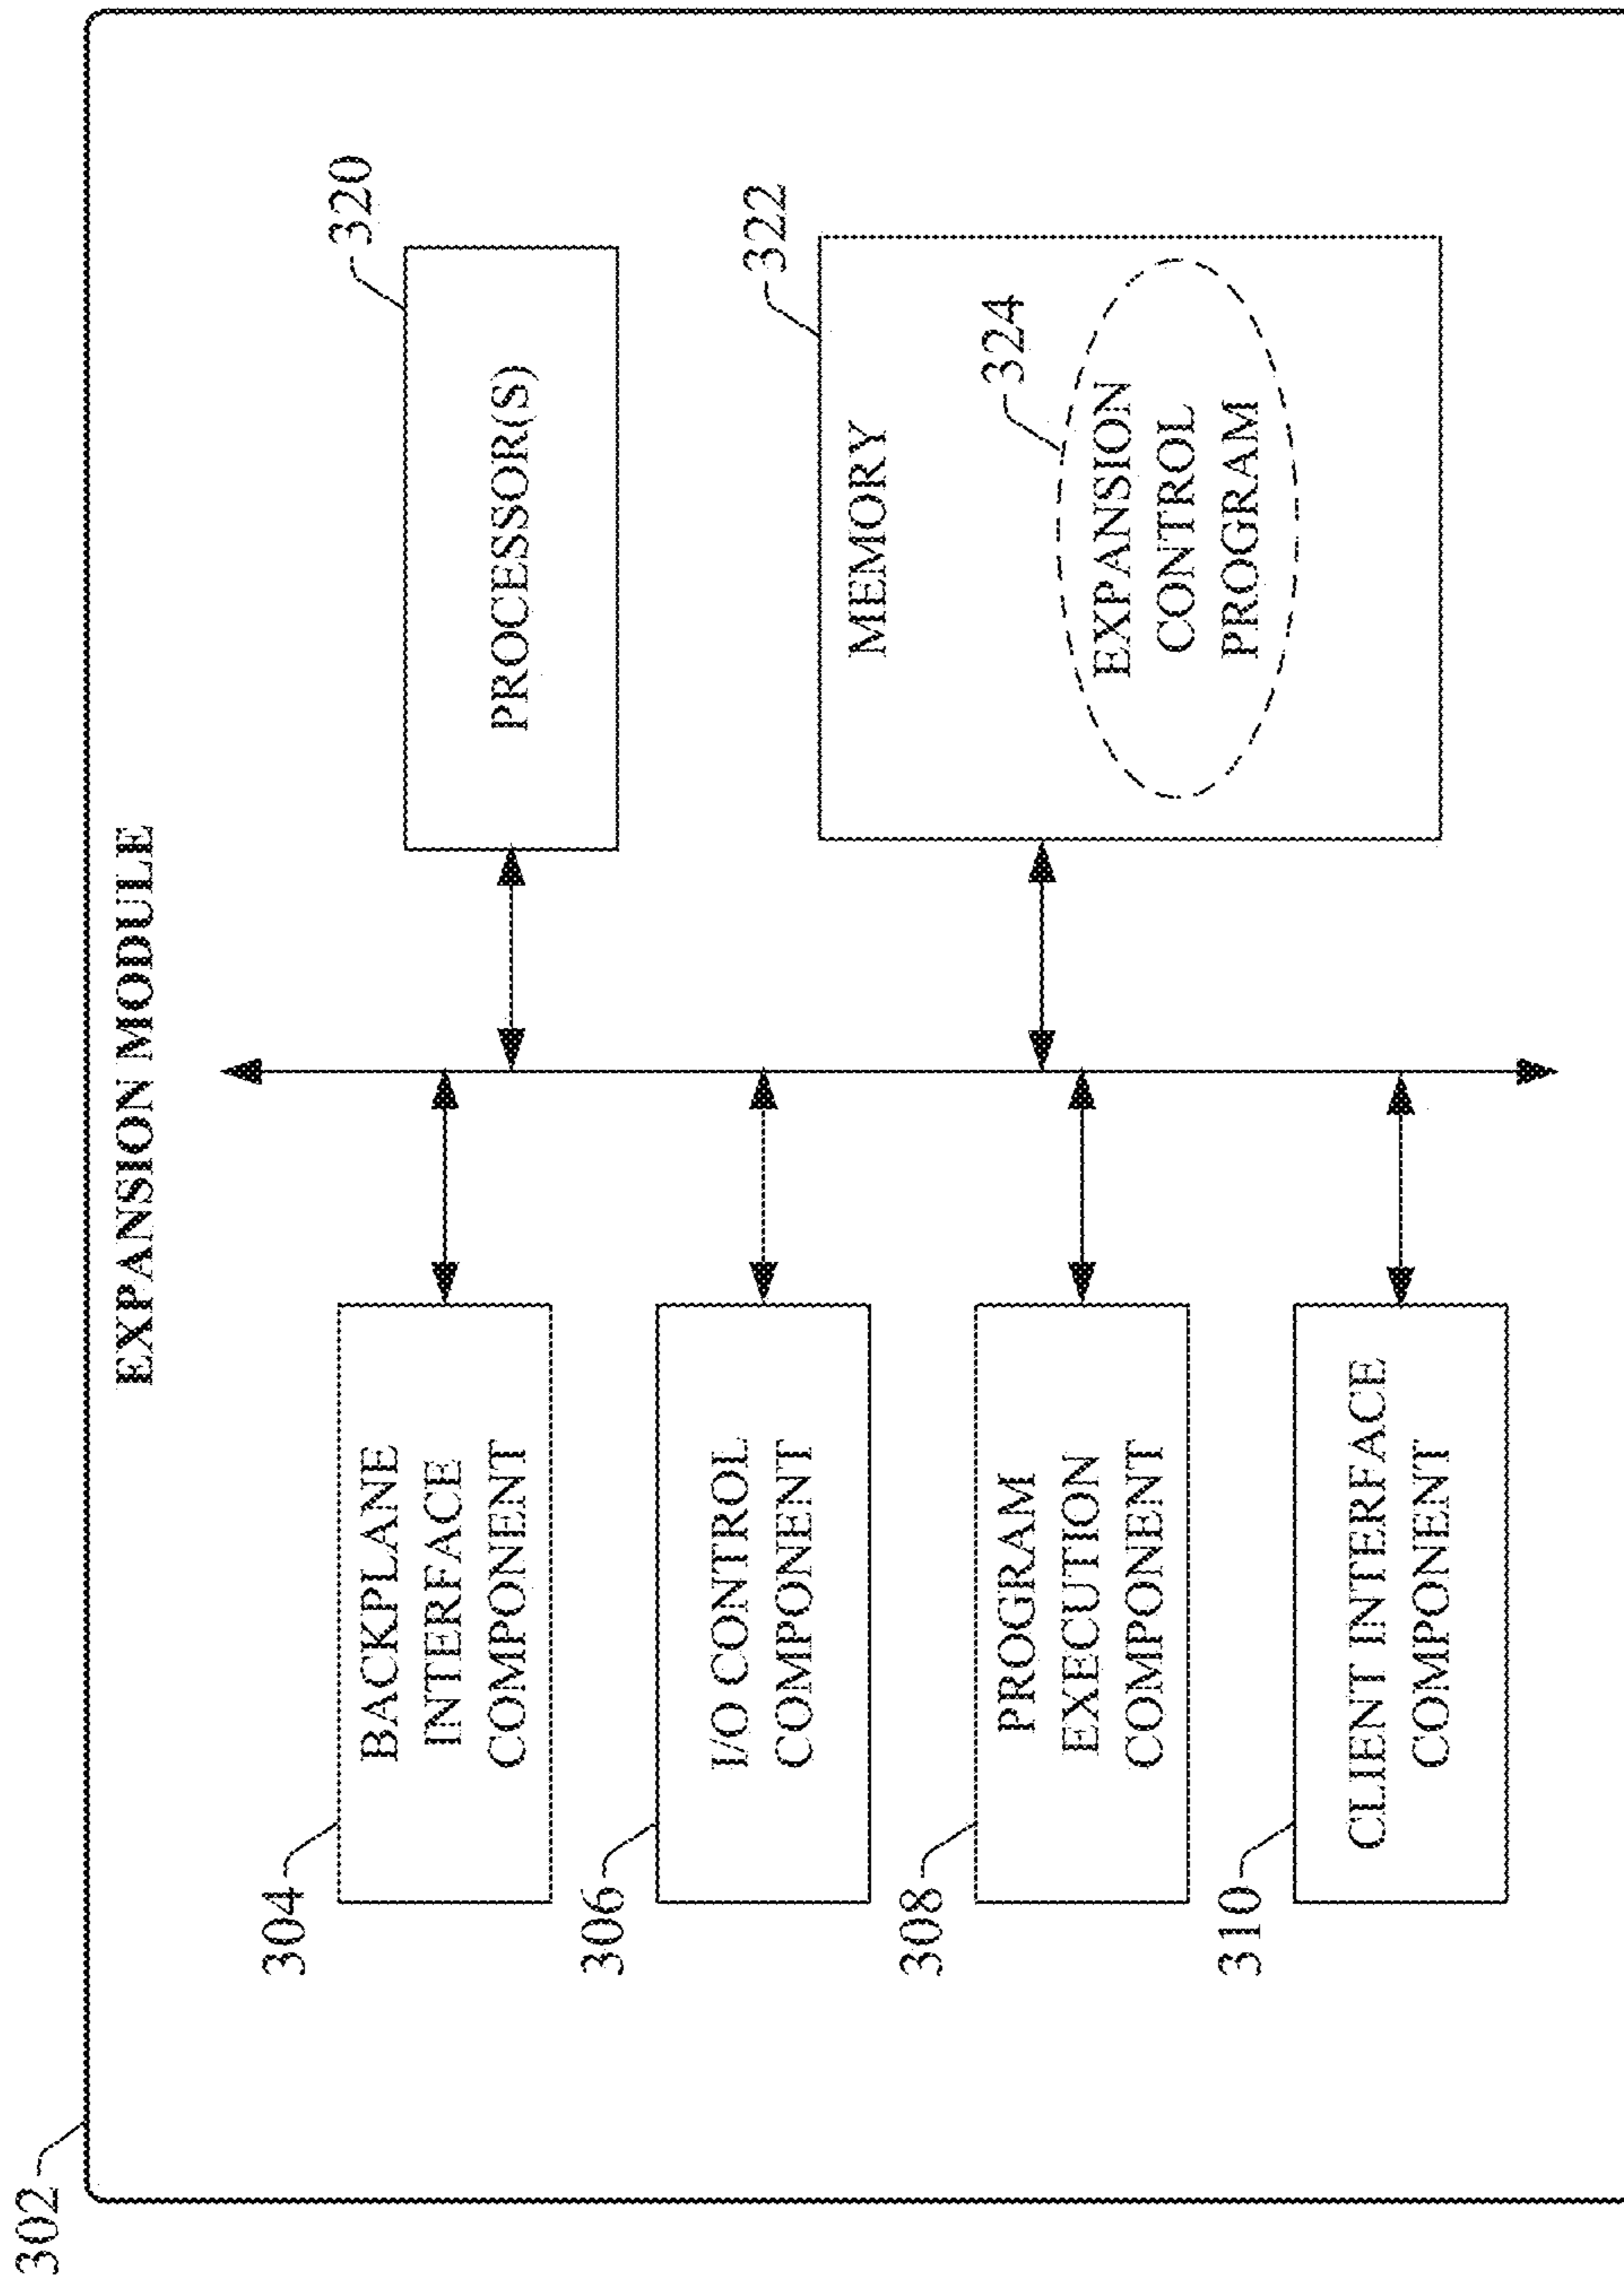 302
EXPANSION MODULE
304
BACKPLANE
INTERFACE
COMPONENT
306
I/O CONTROL
COMPONENT
308
PROGRAM
EXECUTION
COMPONENT
310
CLIENT INTERFACE
COMPONENT
320
PROCESSOR(S)
322
MEMORY
324
EXPANSION
CONTROL
PROGRAM